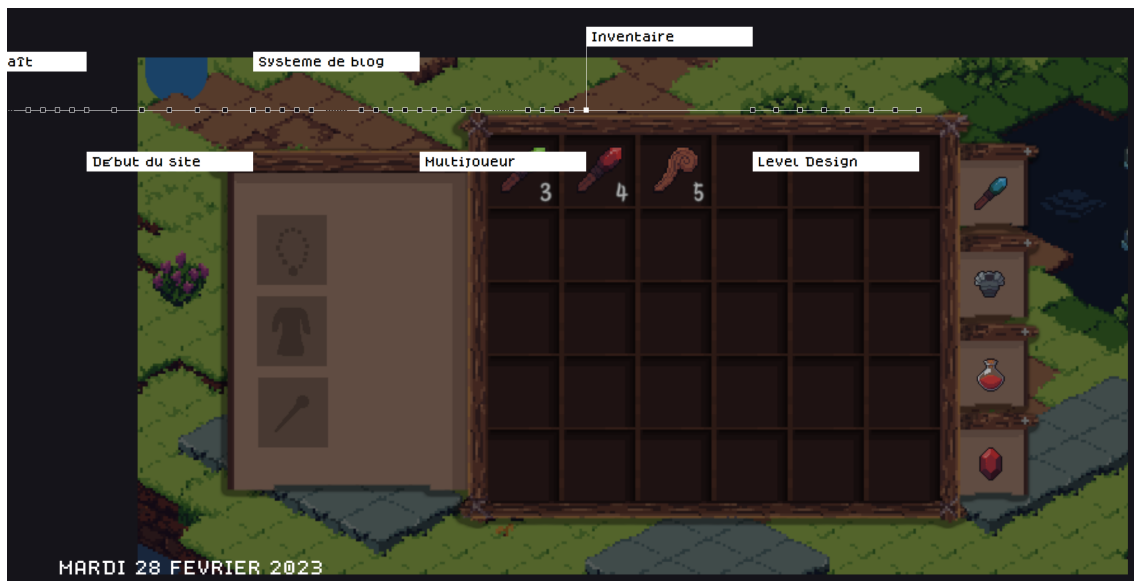 Inventaire
aît
Systeme de blog
Début du site
Multijoueur
Level Design
3
4
5
MARDI 28 FEVRIER 2023